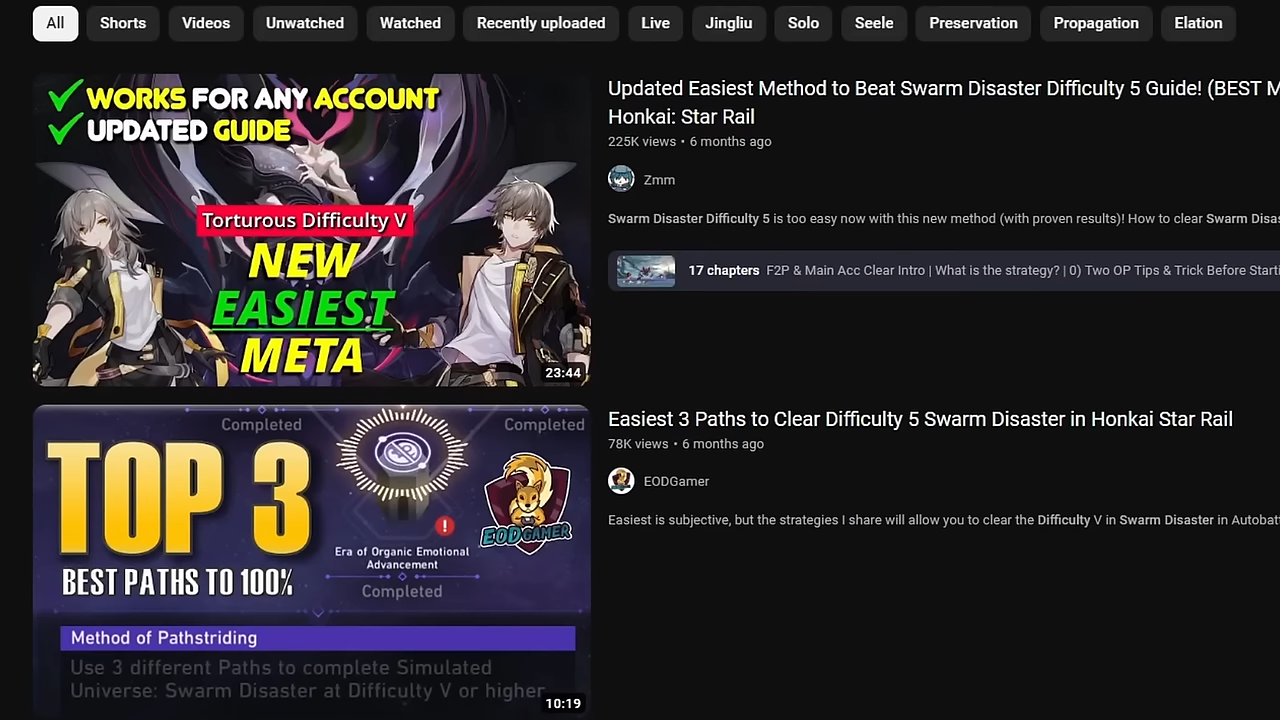 All Shorts Videos Unwatched Watched Recently uploaded Live Jingliu Solo Seele Preservation Propagation Elation
WORKS FOR ANY ACCOUNT
UPDATED GUIDE
Torturous Difficulty V
NEW
EASIEST
META
23:44
Updated Easiest Method to Beat Swarm Disaster Difficulty 5 Guide! (BEST M
Honkai: Star Rail
225K views • 6 months ago
Zmm
Swarm Disaster Difficulty 5 is too easy now with this new method (with proven results)! How to clear Swarm Disas
17 chapters F2P & Main Acc Clear Intro | What is the strategy? | 0) Two OP Tips & Trick Before Starti
Completed Completed
TOP 3
BEST PATHS TO 100%
EODGAMER
Era of Organic Emotional
Advancement
Completed
Method of Pathstriding
Use 3 different Paths to complete Simulated
Universe: Swarm Disaster at Difficulty V or higher
10:19
Easiest 3 Paths to Clear Difficulty 5 Swarm Disaster in Honkai Star Rail
78K views • 6 months ago
EODGamer
Easiest is subjective, but the strategies I share will allow you to clear the Difficulty V in Swarm Disaster in Autobat